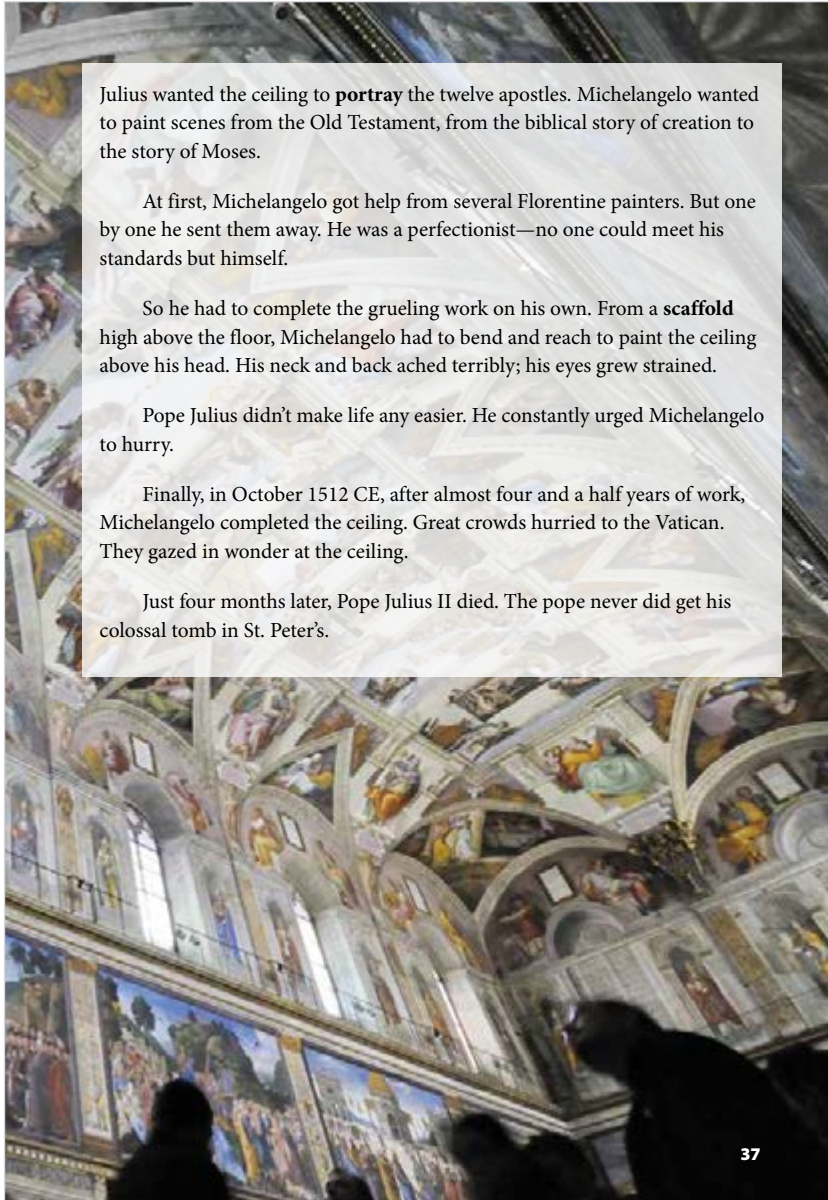 Julius wanted the ceiling to portray the twelve apostles. Michelangelo wanted
to paint scenes from the Old Testament, from the biblical story of creation to
the story of Moses.
At first, Michelangelo got help from several Florentine painters. But one
by one he sent them away. He was a perfectionist—no one could meet his
standards but himself.
So he had to complete the grueling work on his own. From a scaffold
high above the floor, Michelangelo had to bend and reach to paint the ceiling
above his head. His neck and back ached terribly; his eyes grew strained.
Pope Julius didn’t make life any easier. He constantly urged Michelangelo
to hurry.
Finally, in October 1512 CE, after almost four and a half years of work,
Michelangelo completed the ceiling. Great crowds hurried to the Vatican.
They gazed in wonder at the ceiling.
Just four months later, Pope Julius II died. The pope never did get his
colossal tomb in St. Peter’s.
37